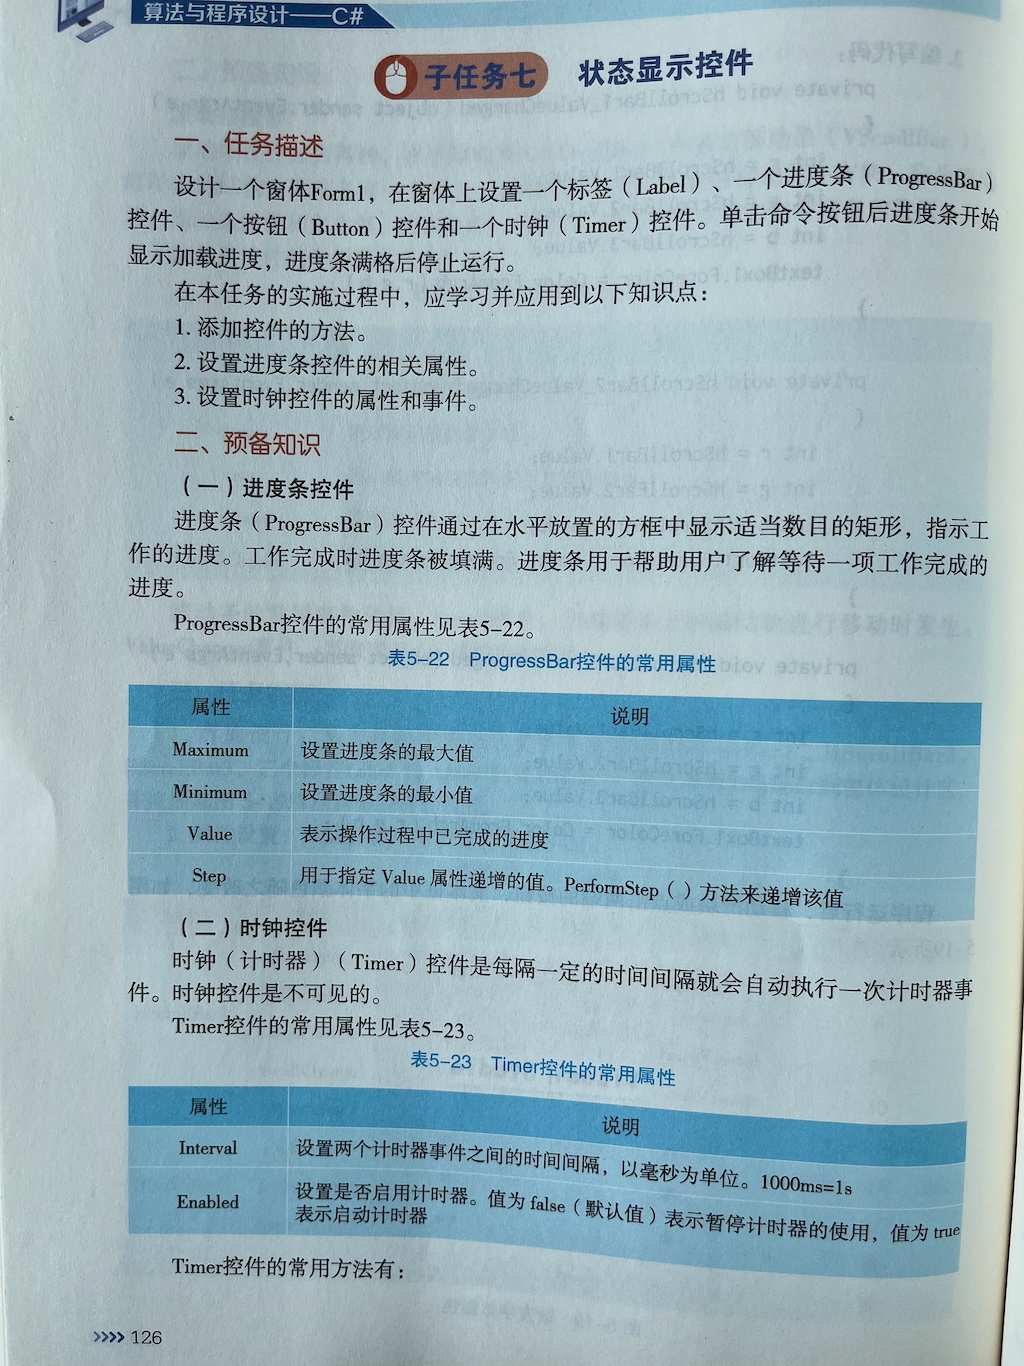 算法与程序设计——C#
子任务七 状态显示控件
一、任务描述
设计一个窗体Form1，在窗体上设置一个标签（Label）、一个进度条（ProgressBar）
控件、一个按钮（Button）控件和一个时钟（Timer）控件。单击命令按钮后进度条开始
显示加载进度，进度条满格后停止运行。
在本任务的实施过程中，应学习并应用到以下知识点：
1. 添加控件的方法。
2. 设置进度条控件的相关属性。
3. 设置时钟控件的属性和事件。
二、预备知识
（一）进度条控件
进度条（ProgressBar）控件通过在水平放置的方框中显示适当数目的矩形，指示工
作的进度。工作完成时进度条被填满。进度条用于帮助用户了解等待一项工作完成的
进度。
ProgressBar控件的常用属性见表5-22。
表5-22 ProgressBar控件的常用属性
属性 说明
Maximum 设置进度条的最大值
Minimum 设置进度条的最小值
Value 表示操作过程中已完成的进度
Step 用于指定 Value 属性递增的值。PerformStep（）方法来递增该值
（二）时钟控件
时钟（计时器）（Timer）控件是每隔一定的时间间隔就会自动执行一次计时器事
件。时钟控件是不可见的。
Timer控件的常用属性见表5-23。
表5-23 Timer控件的常用属性
属性 说明
Interval 设置两个计时器事件之间的时间间隔，以毫秒为单位。1000ms=1s
Enabled 设置是否启用计时器。值为 false（默认值）表示暂停计时器的使用，值为 true
表示启动计时器
Timer控件的常用方法有：
>>>> 126